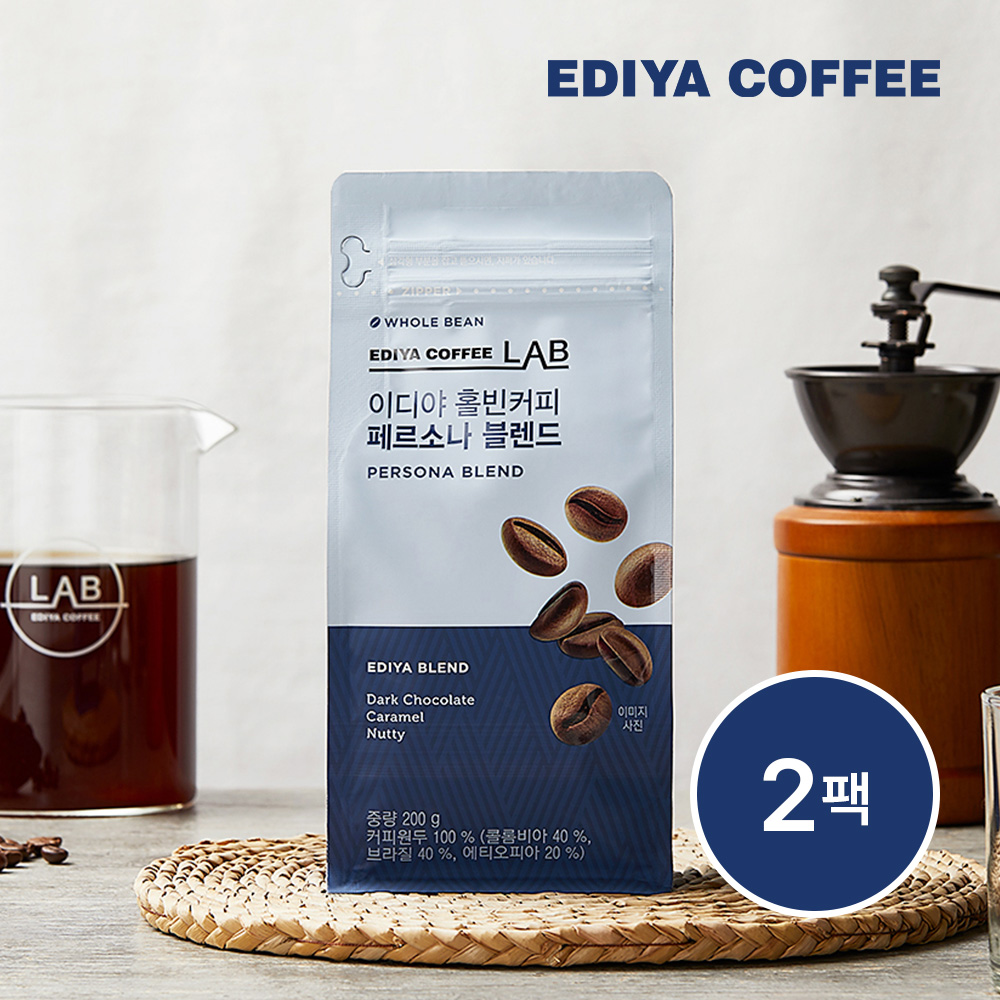 EDIYA COFFEE
ZIPPER
WHOLE BEAN
EDIYA COFFEE LAB
이디야 홀빈커피
페르소나 블렌드
PERSONA BLEND
EDIYA BLEND
Dark Chocolate
Caramel
Nutty
이미지
사진
중량 200 g
커피원두 100 % (콜롬비아 40 %,
브라질 40 %, 에티오피아 20 %)
LAB
EDIYA COFFEE
2팩